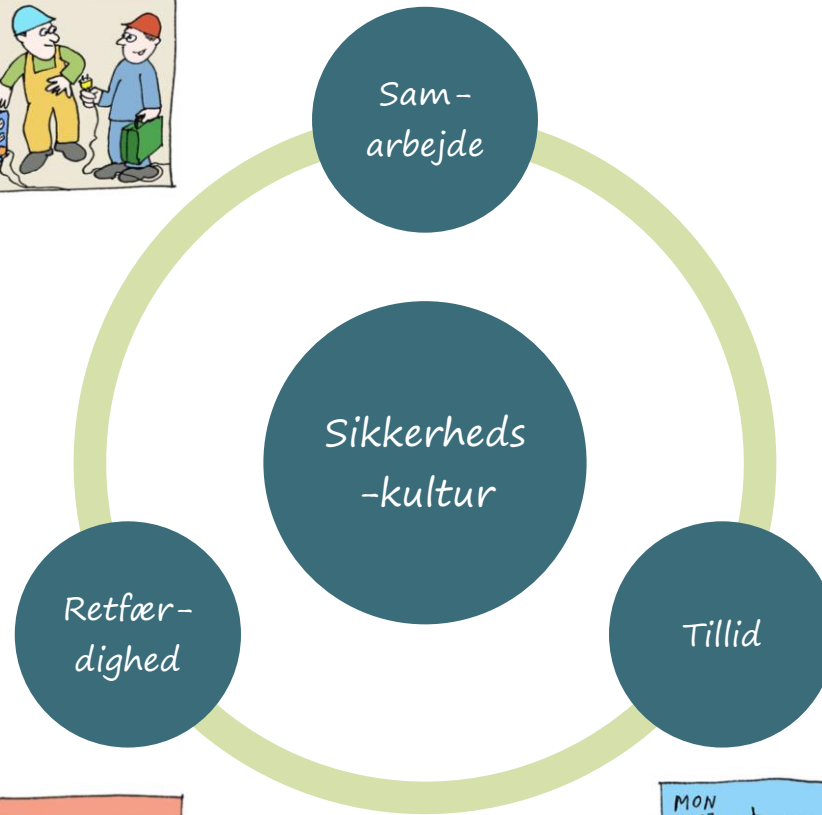 Sam-
arbejde
Sikkerheds
-kultur
Retfær-
dighed
Tillid
MON